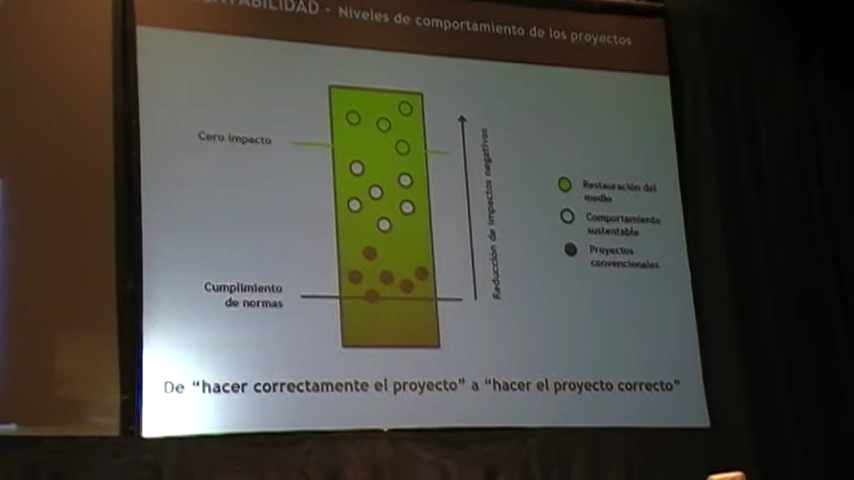 - Niveles de comportamiento de los proyectos
Cero impacto
Reducción de impactos negativos
Restauración del
medio
Comportamiento
sustentable
Proyectos
convencionales
Cumplimiento
de normas
De “hacer correctamente el proyecto” a “hacer el proyecto correcto”